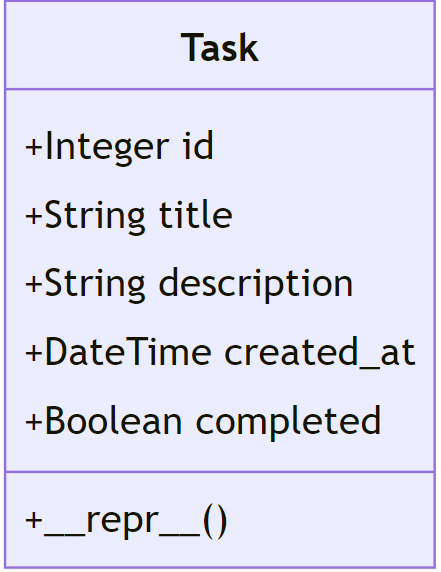 Task
+Integer id
+String title
+String description
+DateTime created_at
+Boolean completed
+__repr__()